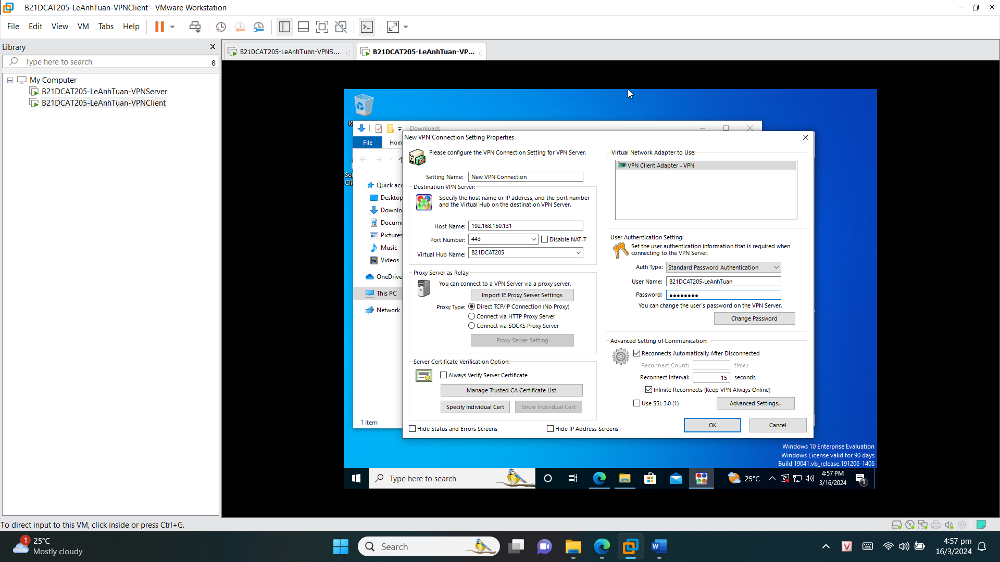 B21DCAT205-LeAnhTuan-VPNClient - VMware Workstation
File Edit View VM Tabs Help
Library
Type here to search
6
My Computer
B21DCAT205-LeAnhTuan-VPNServer
B21DCAT205-LeAnhTuan-VPNClient
B21DCAT205-LeAnhTuan-VPNS...
B21DCAT205-LeAnhTuan-VP...
Downloads
File
Hom
Quick acc
Desktop
Downlo
Docume
Pictures
Music
Videos
OneDrive
This PC
Network
1 item
New VPN Connection Setting Properties
Please configure the VPN Connection Setting for VPN Server.
Setting Name: New VPN Connection
Destination VPN Server:
Specify the host name or IP address, and the port number
and the Virtual Hub on the destination VPN Server.
Host Name: 192.168.150.131
Port Number: 443 Disable NAT-T
Virtual Hub Name: B21DCAT205
Proxy Server as Relay:
You can connect to a VPN Server via a proxy server.
Import IE Proxy Server Settings
Proxy Type: Direct TCP/IP Connection (No Proxy)
Connect via HTTP Proxy Server
Connect via SOCKS Proxy Server
Proxy Server Setting
Server Certificate Verification Option:
Always Verify Server Certificate
Manage Trusted CA Certificate List
Specify Individual Cert Show Individual Cert
Hide Status and Errors Screens Hide IP Address Screens
Virtual Network Adapter to Use:
VPN Client Adapter - VPN
User Authentication Setting:
Set the user authentication information that is required when
connecting to the VPN Server.
Auth Type: Standard Password Authentication
User Name: B21DCAT205-LeAnhTuan
Password: ●●●●●●●●
You can change the user's password on the VPN Server.
Change Password
Advanced Setting of Communication:
Reconnects Automatically After Disconnected
Reconnect Count: times
Reconnect Interval: 15 seconds
Infinite Reconnects (Keep VPN Always Online)
Use SSL 3.0 (1) Advanced Settings...
OK Cancel
Windows 10 Enterprise Evaluation
Windows License valid for 90 days
Build 19041.vb_release.191206-1406
Type here to search
25°C
4:57 PM
3/16/2024
1
To direct input to this VM, click inside or press Ctrl+G.
1
25°C
Mostly cloudy
Search
4:57 pm
16/3/2024